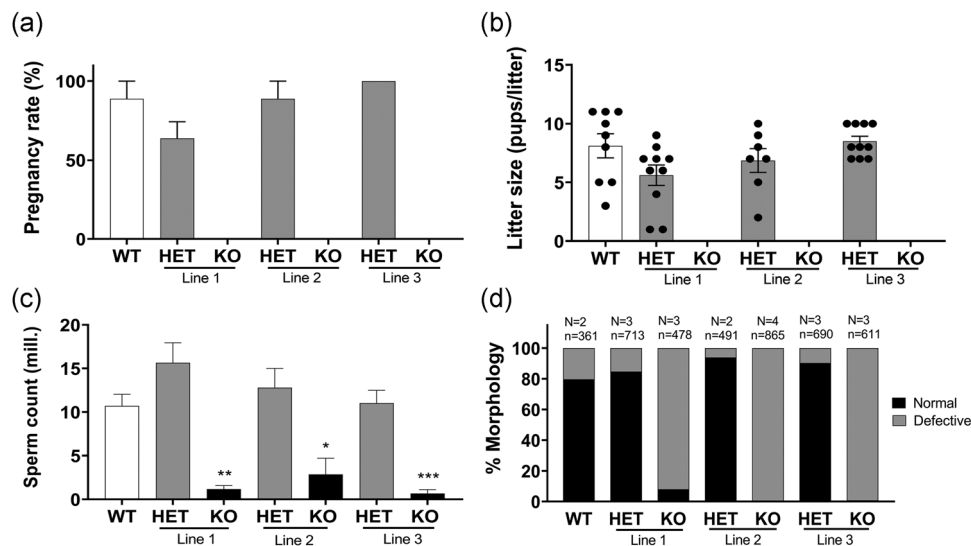 (a)
Pregnancy rate (%)
100
50
0
WT HET KO HET KO HET KO
Line 1 Line 2 Line 3
(b)
Litter size (pups/litter)
15
10
5
0
WT HET KO HET KO HET KO
Line 1 Line 2 Line 3
(c)
Sperm count (mill.)
20
15
10
5
0
** * ***
WT HET KO HET KO HET KO
Line 1 Line 2 Line 3
(d)
N=2 N=3 N=3 N=2 N=4 N=3 N=3
n=361 n=713 n=478 n=491 n=865 n=690 n=611
% Morphology
100
80
60
40
20
0
Normal
Defective
WT HET KO HET KO HET KO
Line 1 Line 2 Line 3